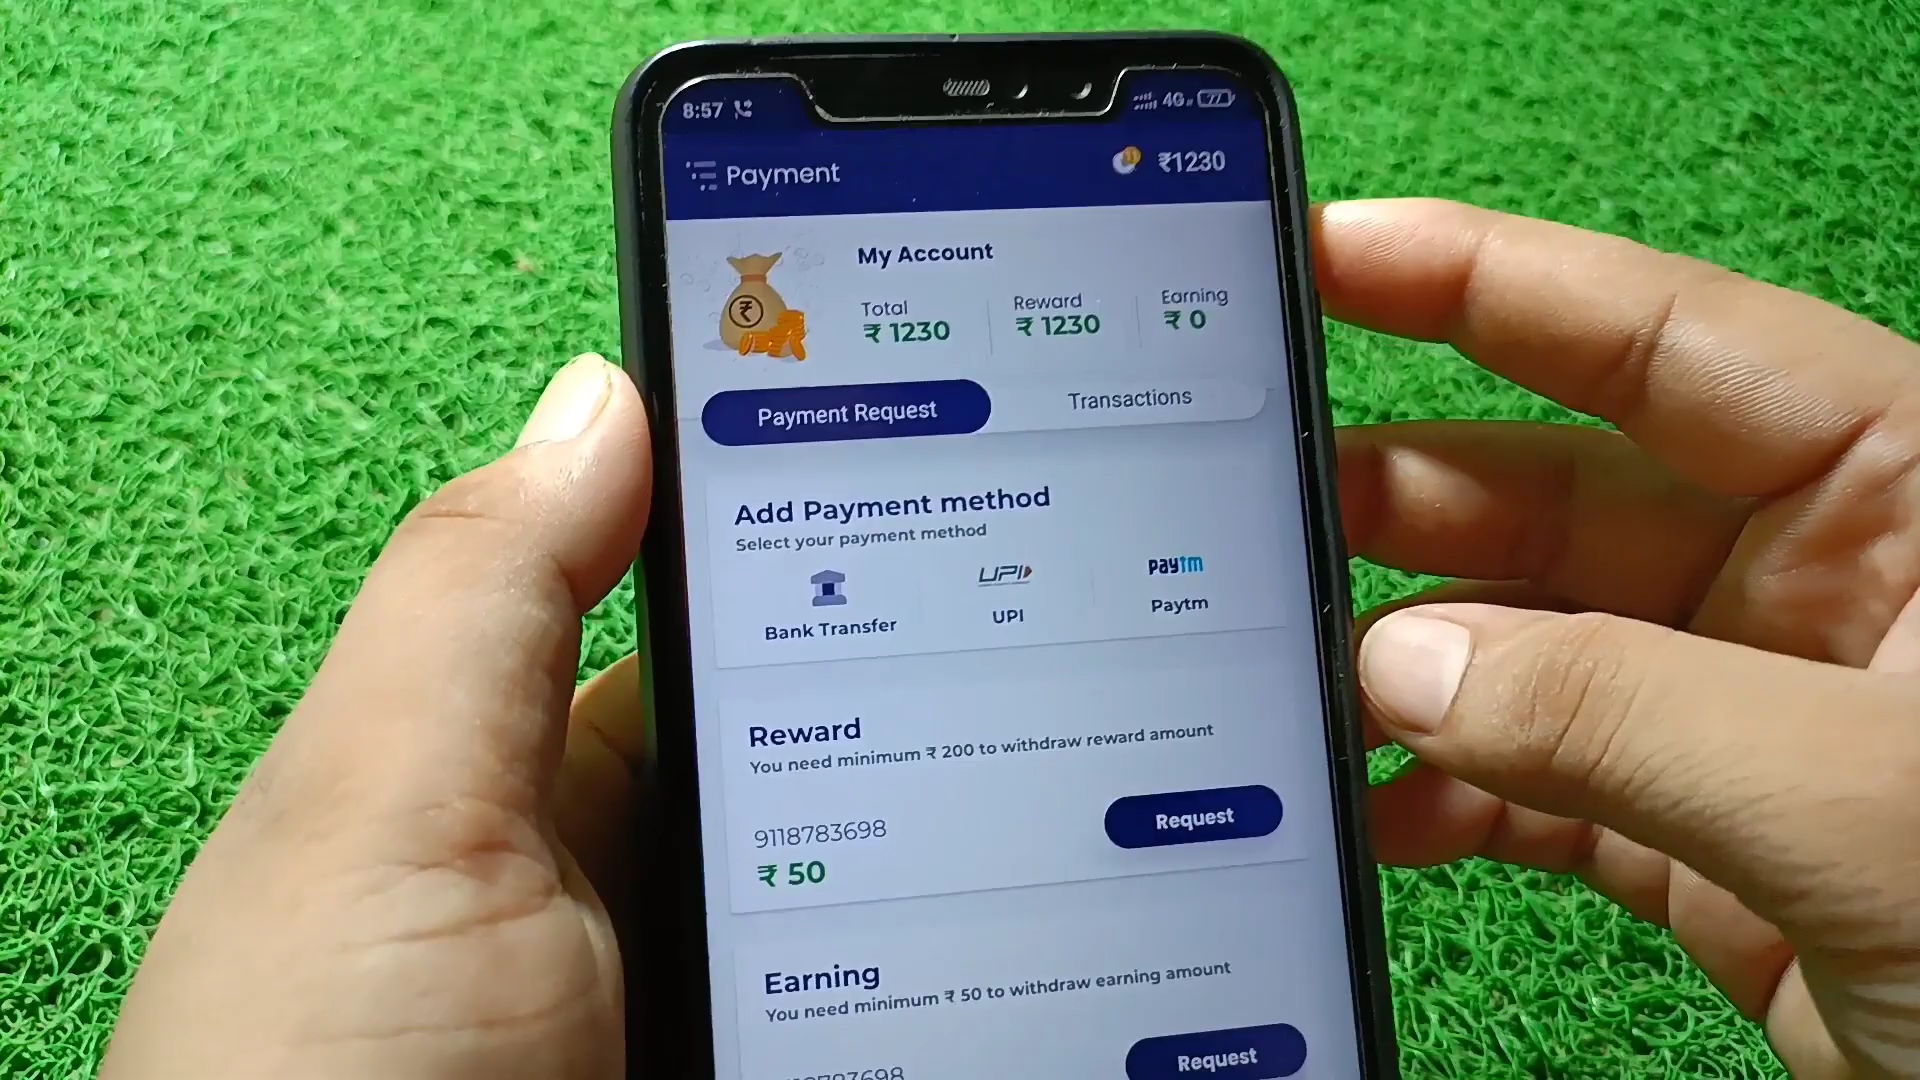 8:57 4G 77
Payment ₹1230
My Account
Total Reward Earning
₹ 1230 ₹ 1230 ₹ 0
Payment Request Transactions
Add Payment method
Select your payment method
UPI paytm
Bank Transfer UPI Paytm
Reward
You need minimum ₹ 200 to withdraw reward amount
9118783698
₹ 50 Request
Earning
You need minimum ₹ 50 to withdraw earning amount
Request